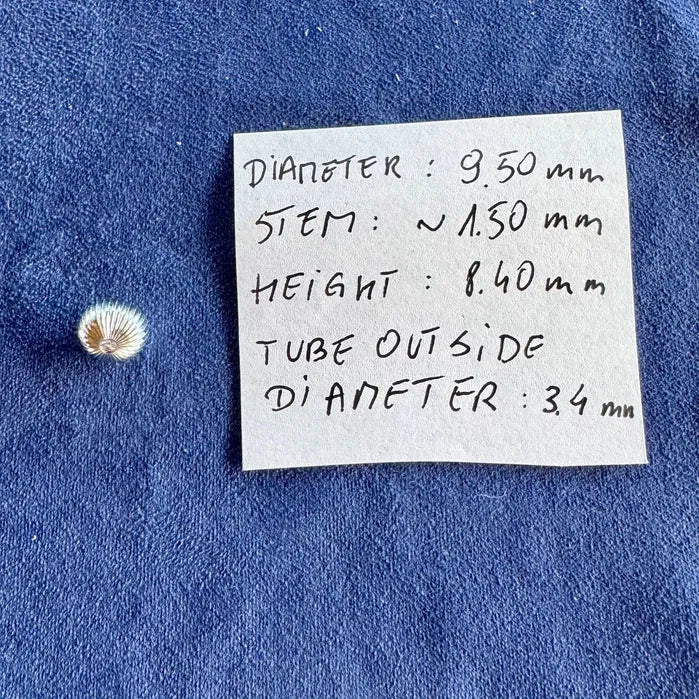 DIAMETER : 9.50 mm
STEM : ~ 1.50 mm
HEIGHT : 8.40 mm
TUBE OUTSIDE
DIAMETER : 3.4 mm